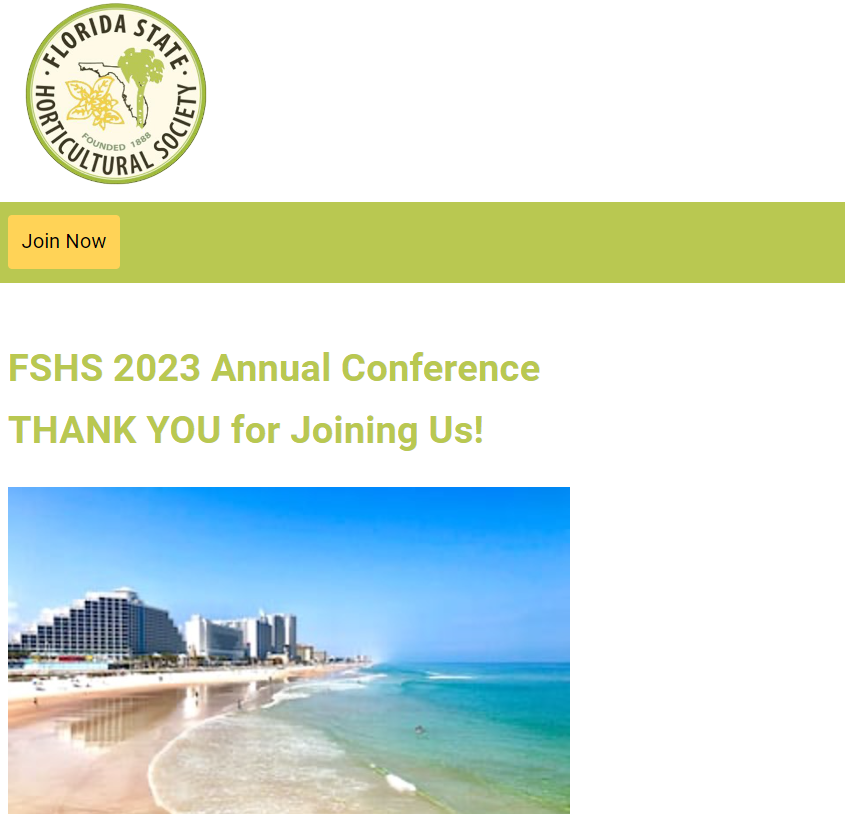 · FLORIDA STATE ·
HORTICULTURAL SOCIETY
FOUNDED 1888
Join Now
FSHS 2023 Annual Conference
THANK YOU for Joining Us!